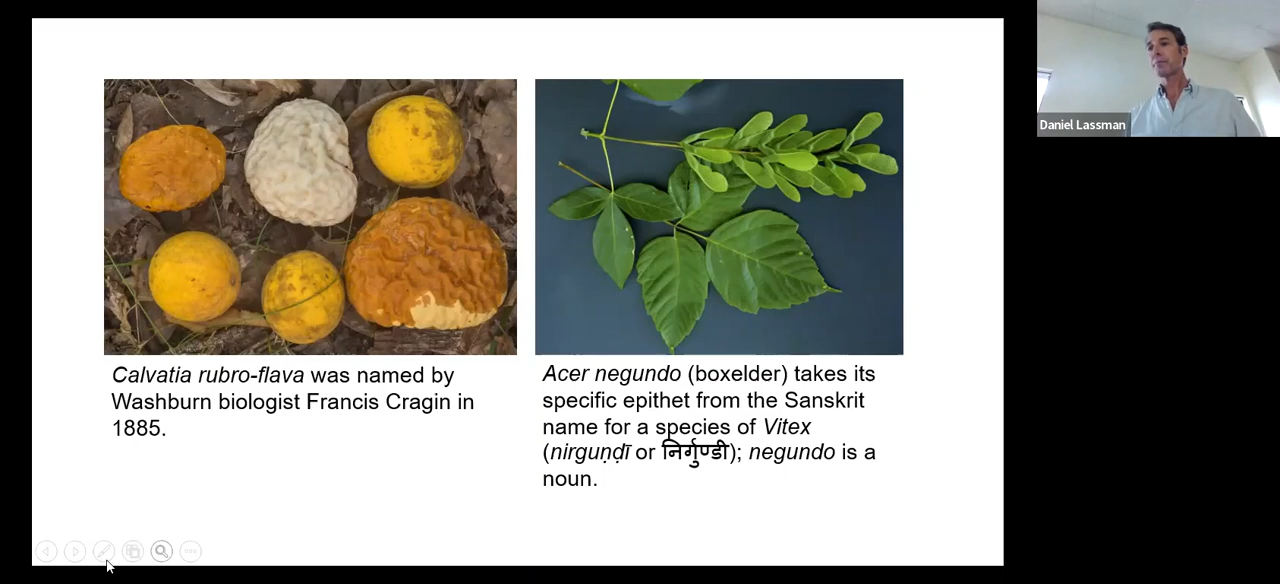 Calvatia rubro-flava was named by
Washburn biologist Francis Cragin in
1885.
Acer negundo (boxelder) takes its
specific epithet from the Sanskrit
name for a species of Vitex
(nirguṇḍī or निर्गुण्डी); negundo is a
noun.
Daniel Lassman